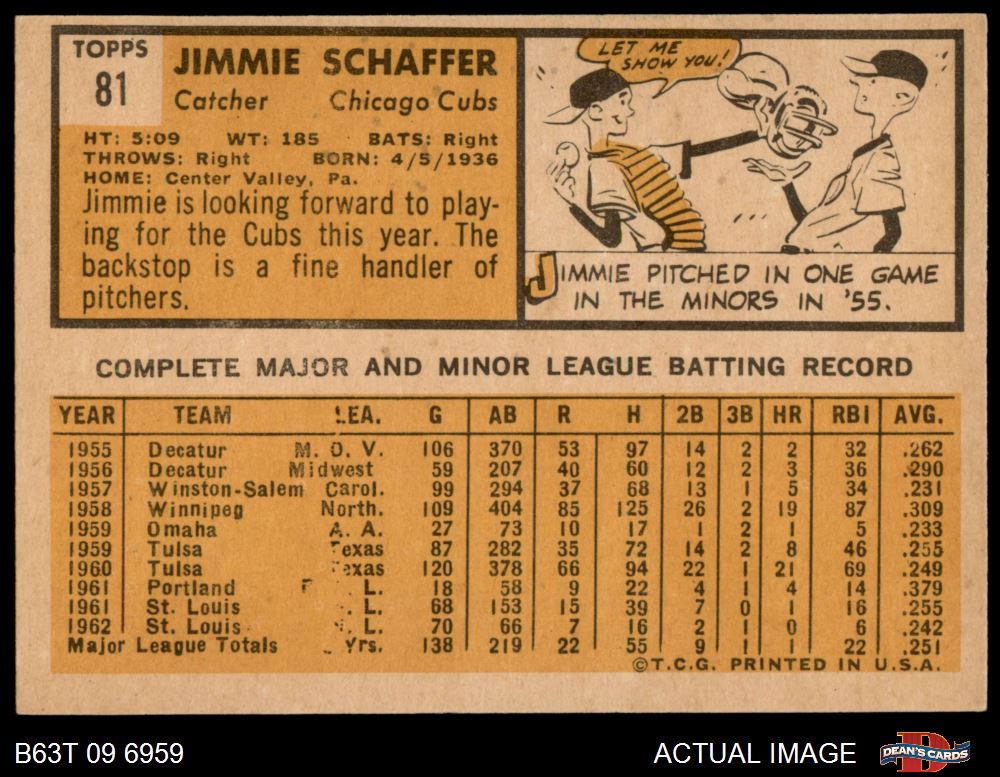 TOPPS
81
JIMMIE SCHAFFER
Catcher Chicago Cubs
HT: 5:09 WT: 185 BATS: Right
THROWS: Right BORN: 4/5/1936
HOME: Center Valley, Pa.
Jimmie is looking forward to play-
ing for the Cubs this year. The
backstop is a fine handler of
pitchers.
LET ME
SHOW YOU!
JIMMIE PITCHED IN ONE GAME
IN THE MINORS IN '55.
COMPLETE MAJOR AND MINOR LEAGUE BATTING RECORD
YEAR TEAM LEA. G AB R H 2B 3B HR RBI AVG.
1955 Decatur M. O. V. 106 370 53 97 14 2 2 32 .262
1956 Decatur Midwest 59 207 40 60 12 2 3 36 .290
1957 Winston-Salem Carol. 99 294 37 68 13 1 5 34 .231
1958 Winnipeg North. 109 404 85 125 26 2 19 87 .309
1959 Omaha A. A. 27 73 10 17 1 2 1 5 .233
1959 Tulsa Texas 87 282 35 72 14 2 8 46 .255
1960 Tulsa Texas 120 378 66 94 22 1 21 69 .249
1961 Portland L. 18 58 9 22 4 1 4 14 .379
1961 St. Louis L. 68 153 15 39 7 0 1 16 .255
1962 St. Louis L. 70 66 7 16 2 1 0 6 .242
Major League Totals Yrs. 138 219 22 55 9 1 1 22 .251
©T.C.G. PRINTED IN U.S.A.
B63T 09 6959 ACTUAL IMAGE
DEAN'S CARDS